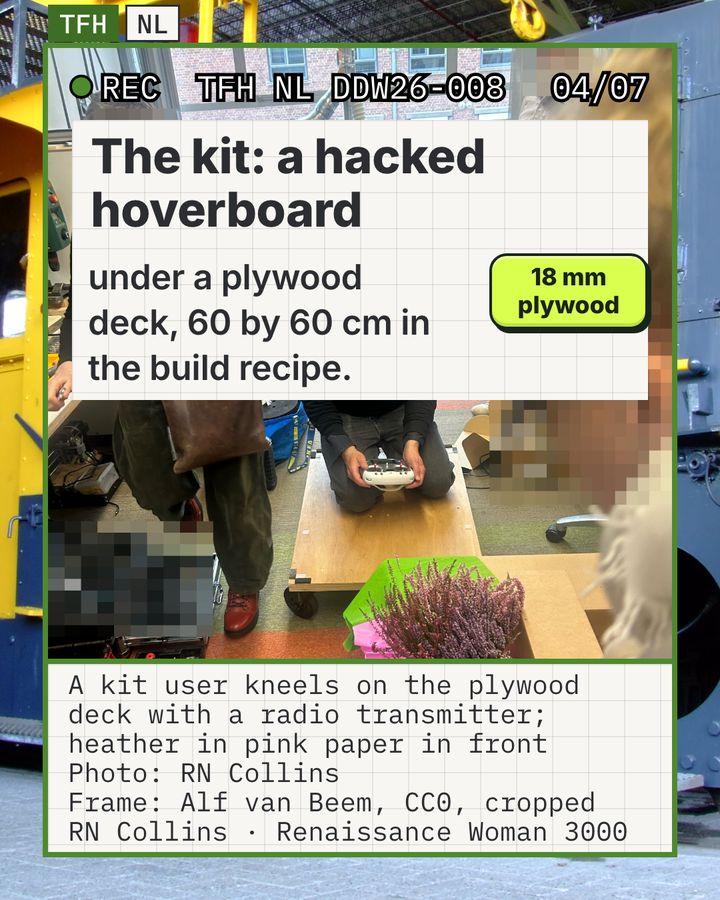 TFH NL
REC TFH NL DDW26-008 04/07
The kit: a hacked
hoverboard
under a plywood
deck, 60 by 60 cm in
the build recipe.
18 mm
plywood
A kit user kneels on the plywood
deck with a radio transmitter;
heather in pink paper in front
Photo: RN Collins
Frame: Alf van Beem, CC0, cropped
RN Collins · Renaissance Woman 3000